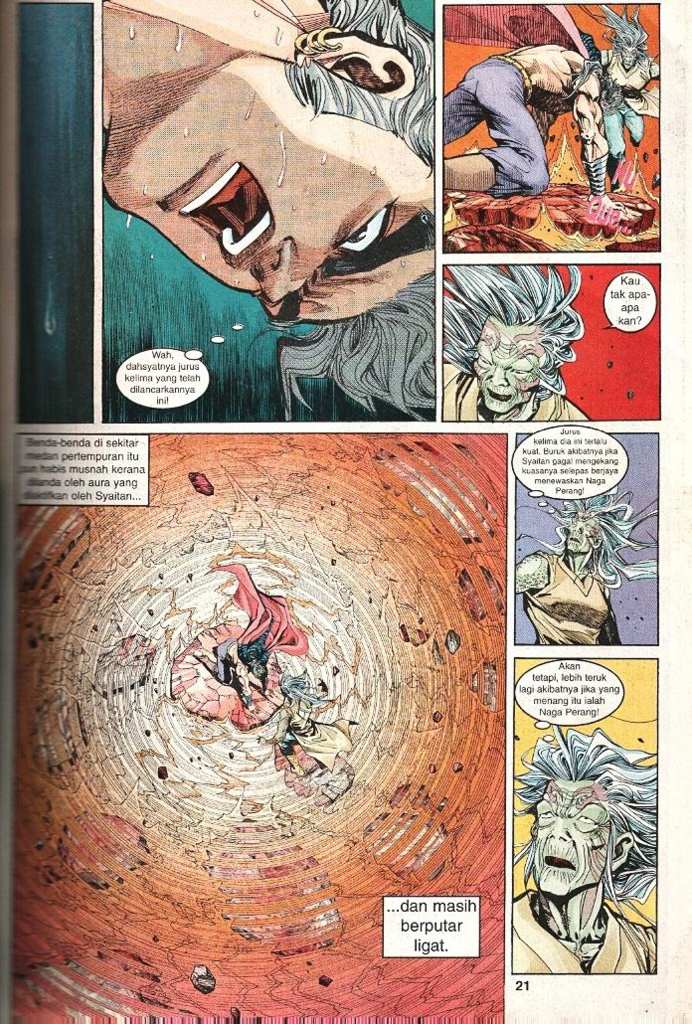 Wah,
dahsyatnya jurus
kelima yang telah
dilancarkannya
ini!
Kau
tak apa-
apa
kan?
Benda-benda di sekitar
medan pertempuran itu
pun habis musnah kerana
dilanda oleh aura yang
diaktifkan oleh Syaitan...
Jurus
kelima dia ini terlalu
kuat. Buruk akibatnya jika
Syaitan gagal mengekang
kuasanya selepas berjaya
menewaskan Naga
Perang!
Akan
tetapi, lebih teruk
lagi akibatnya jika yang
menang itu ialah
Naga Perang!
...dan masih
berputar
ligat.
21